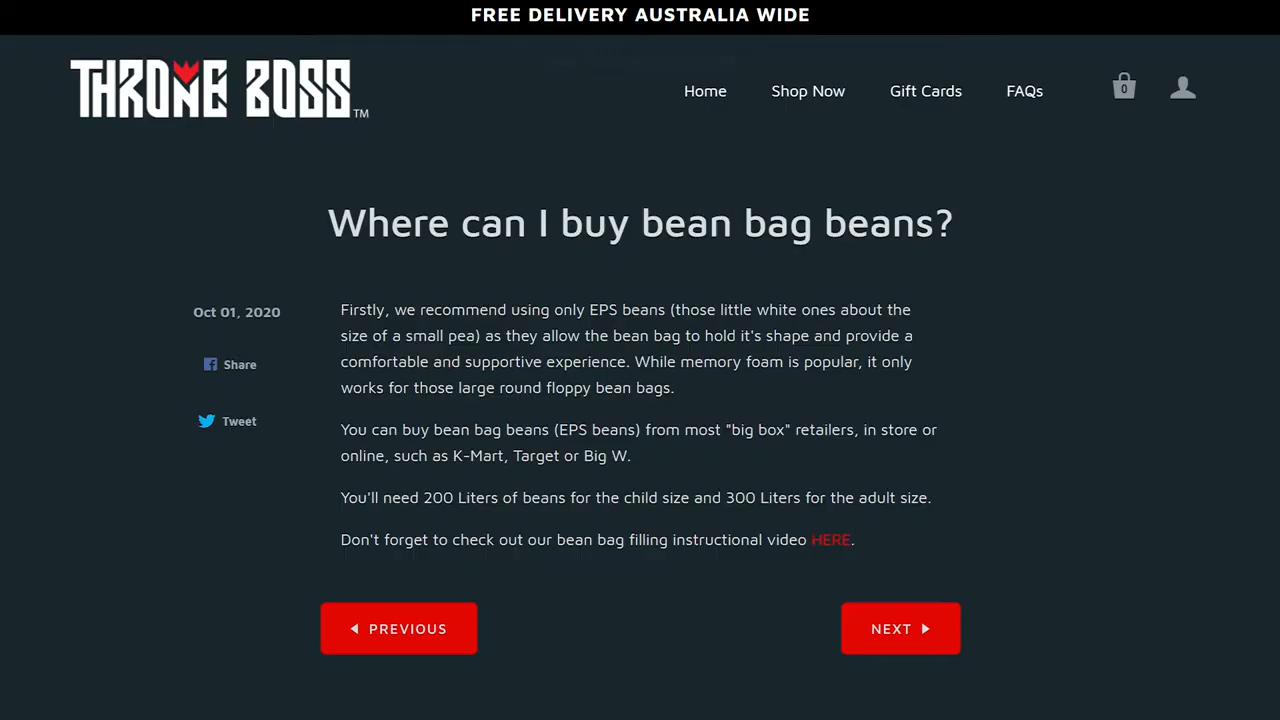 FREE DELIVERY AUSTRALIA WIDE
THRONE BOSS TM
Home Shop Now Gift Cards FAQs 0
Where can I buy bean bag beans?
Oct 01, 2020
Share
Tweet
Firstly, we recommend using only EPS beans (those little white ones about the
size of a small pea) as they allow the bean bag to hold it's shape and provide a
comfortable and supportive experience. While memory foam is popular, it only
works for those large round floppy bean bags.
You can buy bean bag beans (EPS beans) from most "big box" retailers, in store or
online, such as K-Mart, Target or Big W.
You'll need 200 Liters of beans for the child size and 300 Liters for the adult size.
Don't forget to check out our bean bag filling instructional video HERE.
PREVIOUS
NEXT